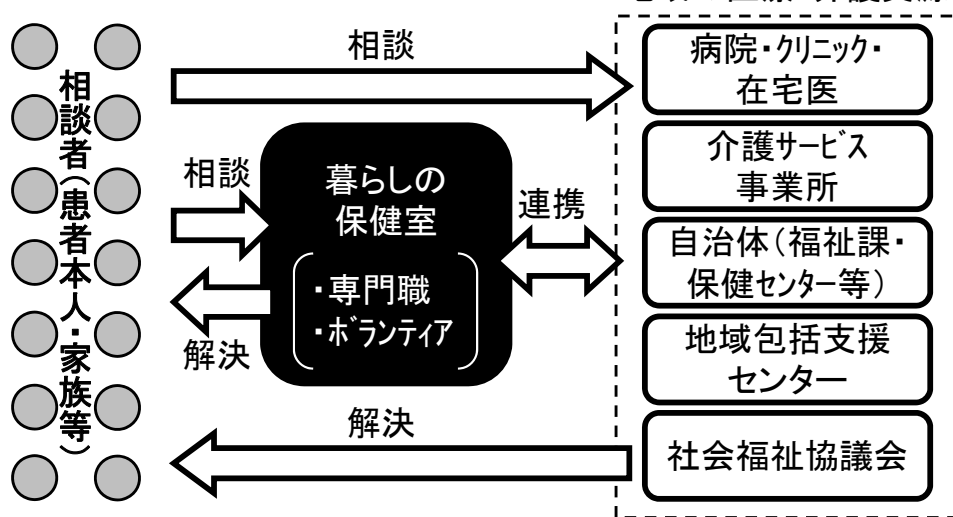 相談
病院・クリニック・
在宅医
介護サービス
事業所
自治体（福祉課・
保健センター等）
地域包括支援
センター
社会福祉協議会
相談者（患者本人・家族等）
相談
暮らしの
保健室
・専門職
・ボランティア
連携
解決
解決